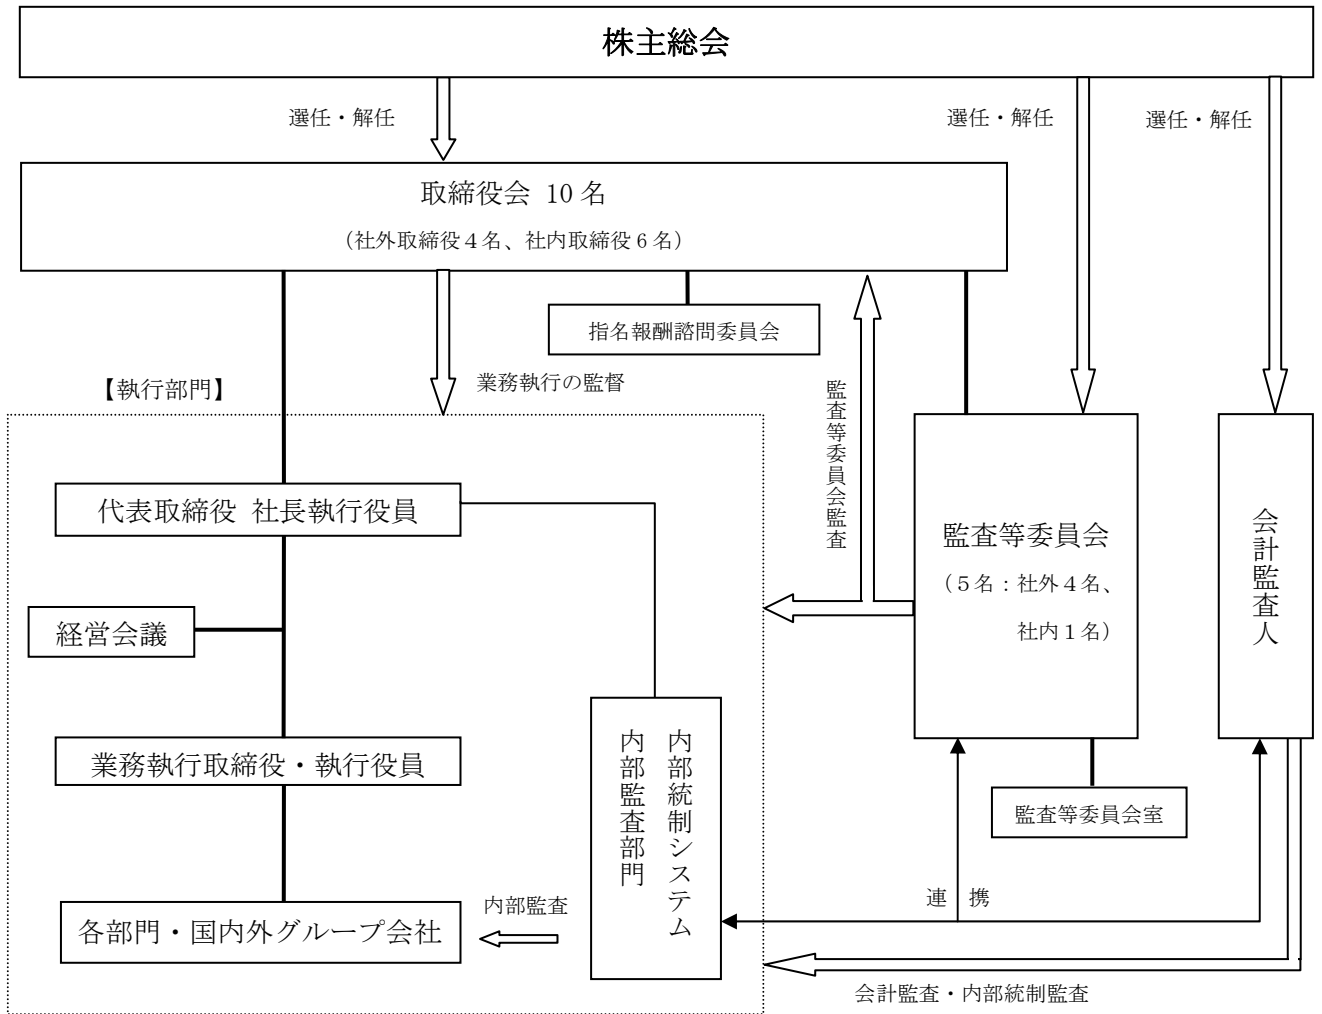 株主総会
選任・解任
選任・解任
選任・解任
取締役会 10 名
（社外取締役４名、社内取締役６名）
指名報酬諮問委員会
【執行部門】
業務執行の監督
監査等委員会監査
代表取締役 社長執行役員
監査等委員会
（５名：社外４名、
社内１名）
会計監査人
経営会議
業務執行取締役・執行役員
内部統制システム
内部監査部門
監査等委員会室
連 携
内部監査
各部門・国内外グループ会社
会計監査・内部統制監査